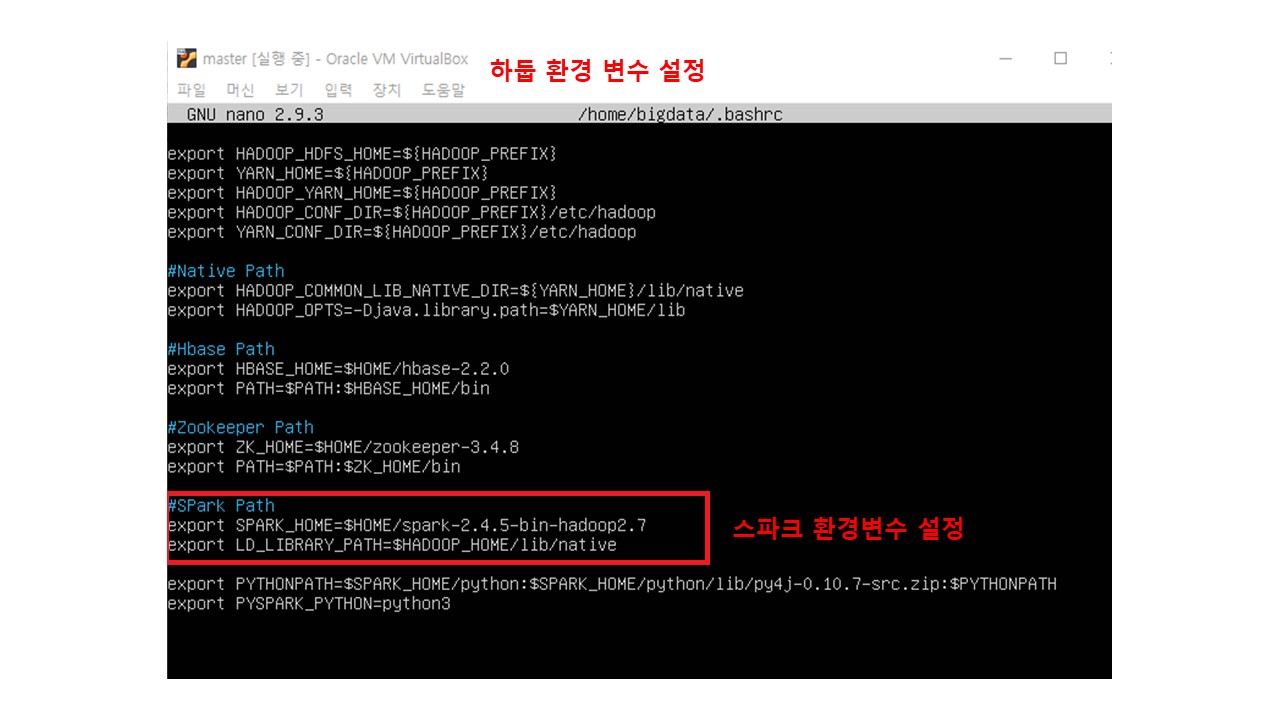 master [실행 중] - Oracle VM VirtualBox
하둡 환경 변수 설정
파일 머신 보기 입력 장치 도움말
GNU nano 2.9.3 /home/bigdata/.bashrc
export HADOOP_HDFS_HOME=${HADOOP_PREFIX}
export YARN_HOME=${HADOOP_PREFIX}
export HADOOP_YARN_HOME=${HADOOP_PREFIX}
export HADOOP_CONF_DIR=${HADOOP_PREFIX}/etc/hadoop
export YARN_CONF_DIR=${HADOOP_PREFIX}/etc/hadoop
#Native Path
export HADOOP_COMMON_LIB_NATIVE_DIR=${YARN_HOME}/lib/native
export HADOOP_OPTS=-Djava.library.path=$YARN_HOME/lib
#Hbase Path
export HBASE_HOME=$HOME/hbase-2.2.0
export PATH=$PATH:$HBASE_HOME/bin
#Zookeeper Path
export ZK_HOME=$HOME/zookeeper-3.4.8
export PATH=$PATH:$ZK_HOME/bin
#SPark Path
export SPARK_HOME=$HOME/spark-2.4.5-bin-hadoop2.7
export LD_LIBRARY_PATH=$HADOOP_HOME/lib/native
스파크 환경변수 설정
export PYTHONPATH=$SPARK_HOME/python:$SPARK_HOME/python/lib/py4j-0.10.7-src.zip:$PYTHONPATH
export PYSPARK_PYTHON=python3